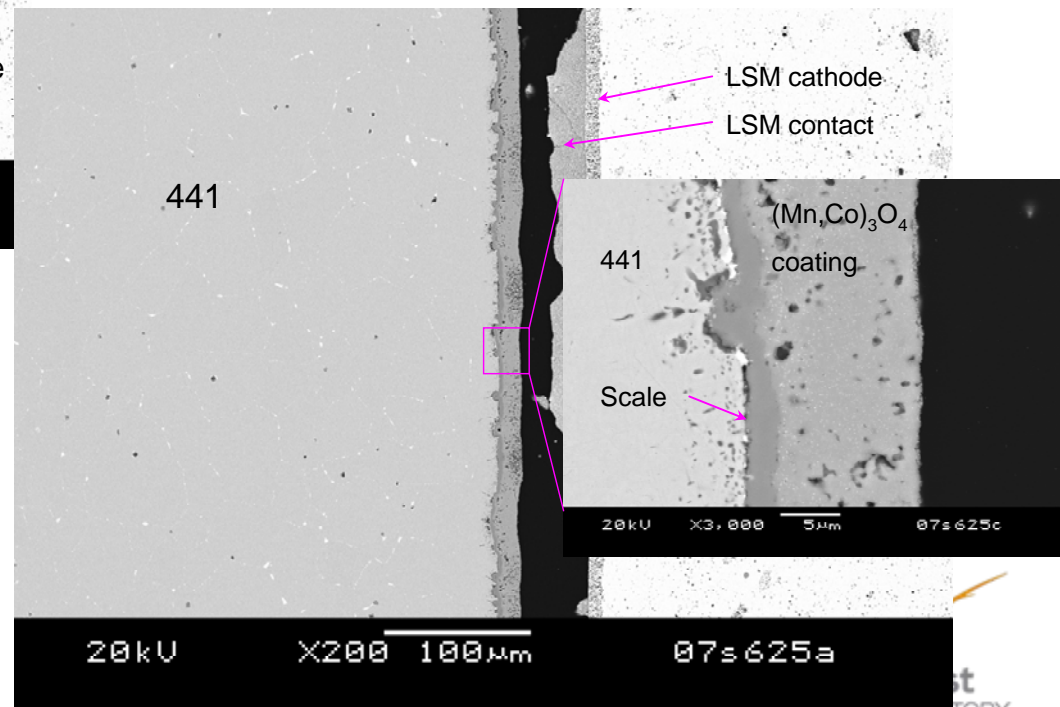 e
LSM cathode
LSM contact
441
(Mn,Co)₃O₄
coating
441
Scale
20kV X3,000 5μm 07s625c
20kV X200 100μm 07s625a
st